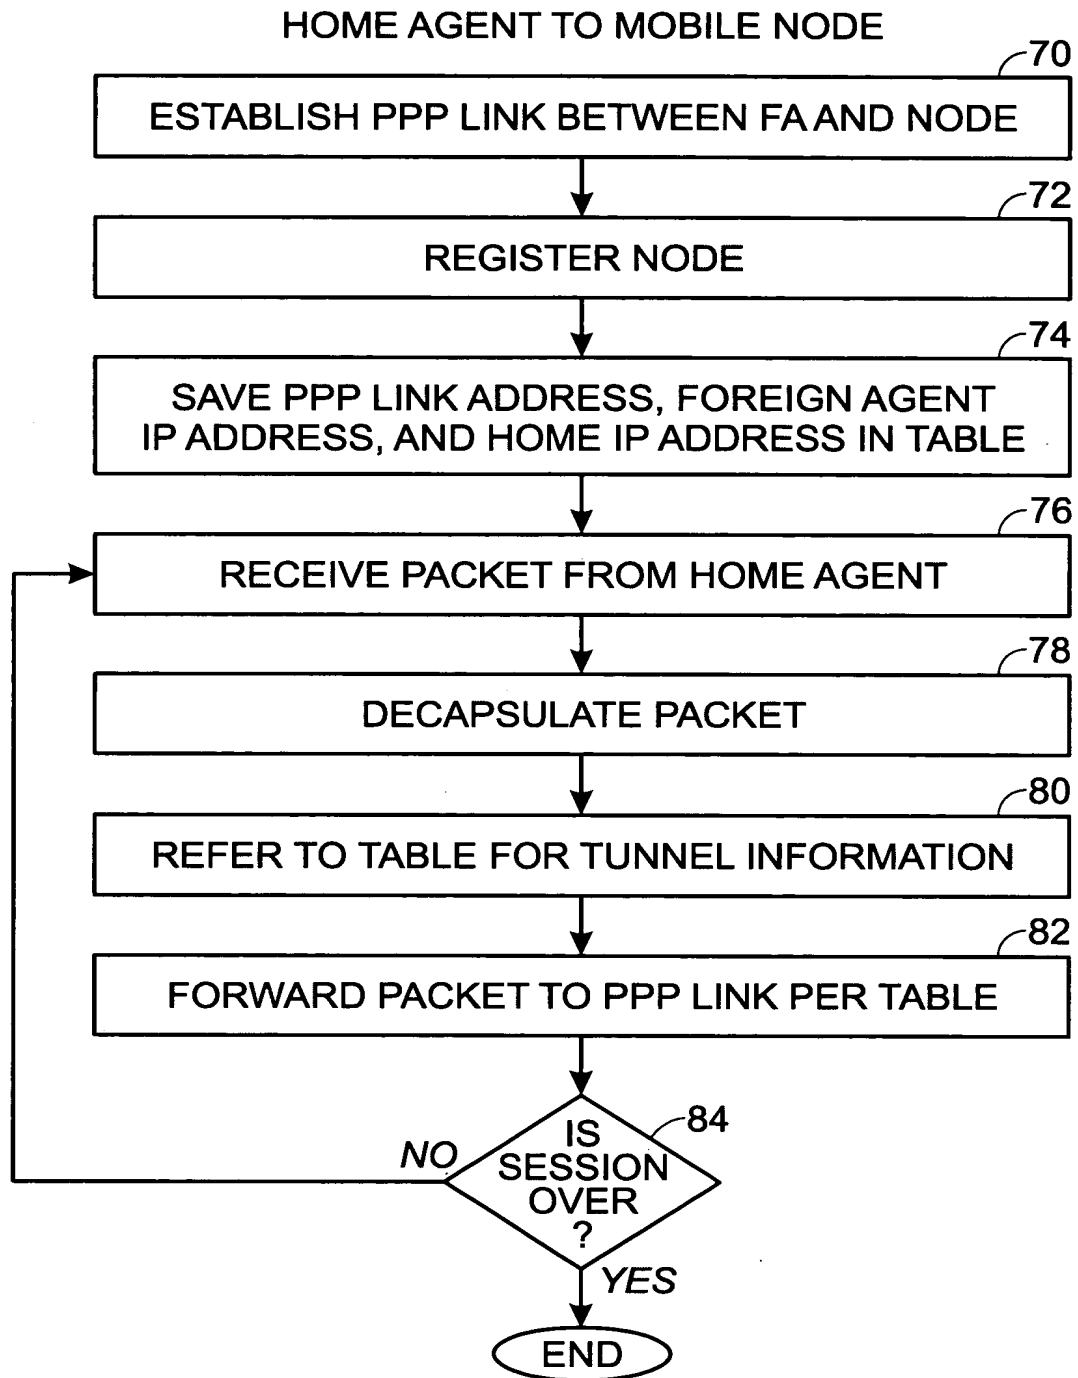 HOME AGENT TO MOBILE NODE
70
ESTABLISH PPP LINK BETWEEN FA AND NODE
72
REGISTER NODE
74
SAVE PPP LINK ADDRESS, FOREIGN AGENT
IP ADDRESS, AND HOME IP ADDRESS IN TABLE
76
RECEIVE PACKET FROM HOME AGENT
78
DECAPSULATE PACKET
80
REFER TO TABLE FOR TUNNEL INFORMATION
82
FORWARD PACKET TO PPP LINK PER TABLE
84
IS
SESSION
OVER
?
NO
YES
END